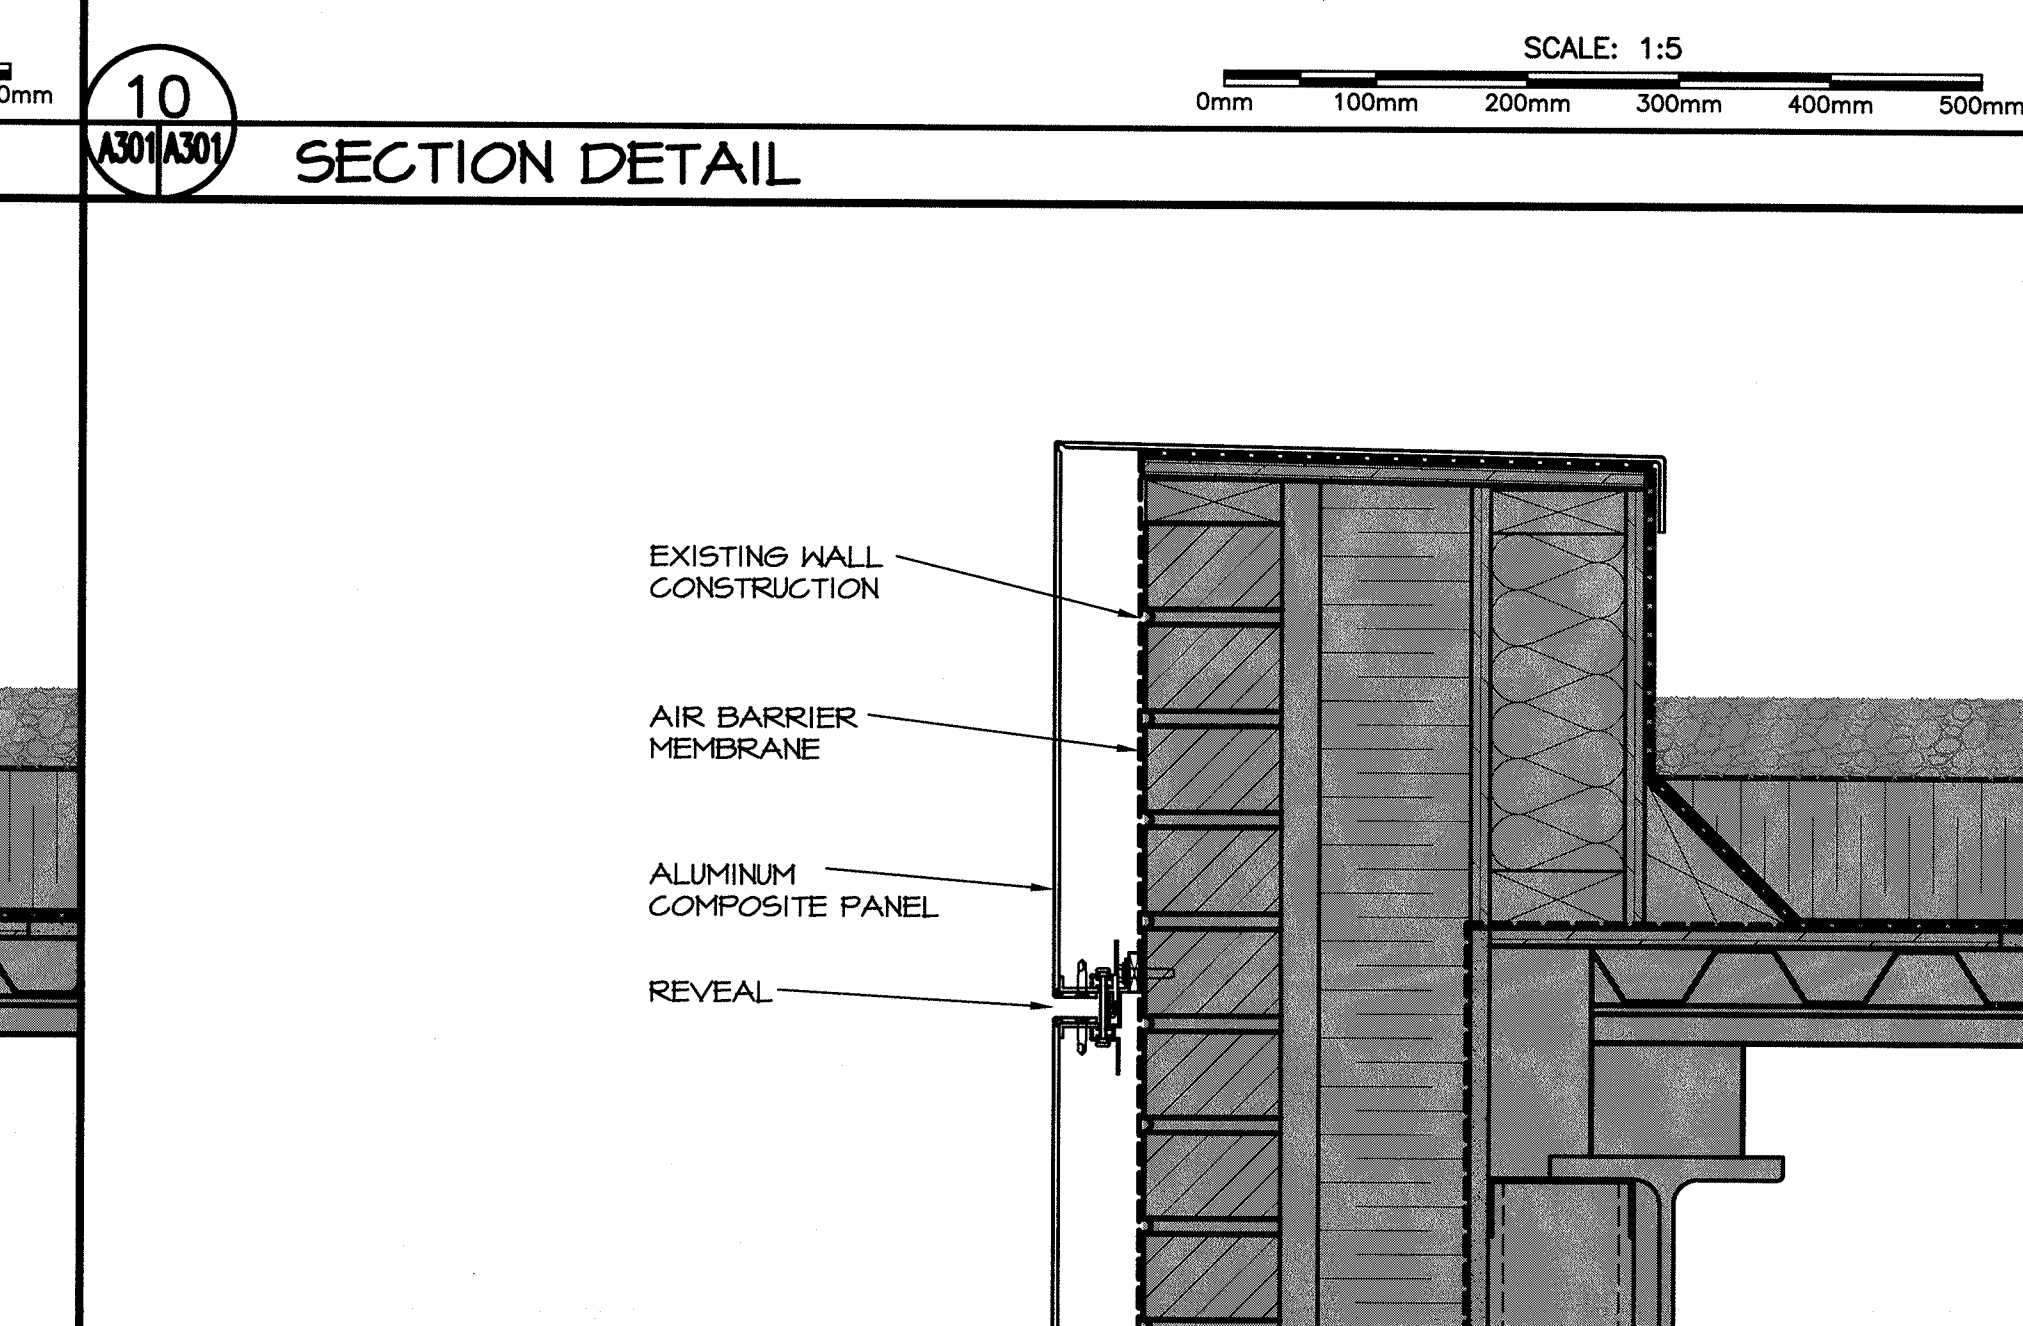 SCALE: 1:5
0mm 100mm 200mm 300mm 400mm 500mm
10
A301 A301
SECTION DETAIL
EXISTING WALL
CONSTRUCTION
AIR BARRIER
MEMBRANE
ALUMINUM
COMPOSITE PANEL
REVEAL